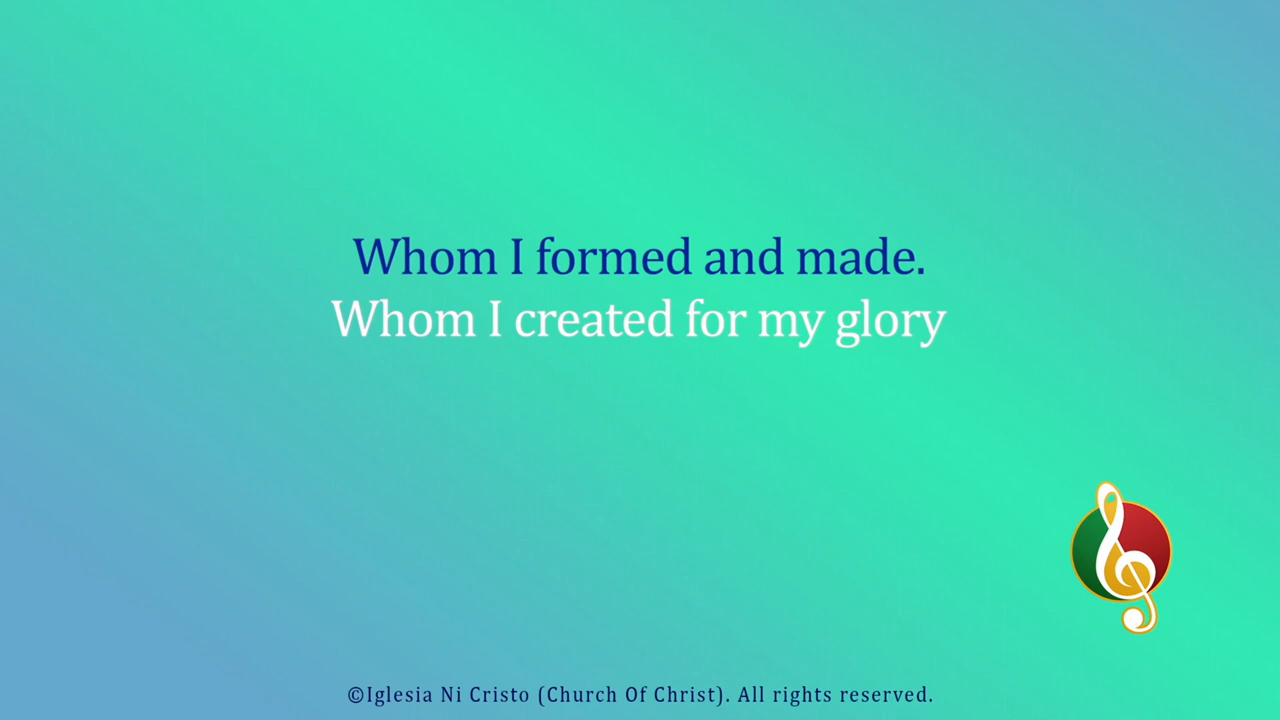 Whom I formed and made.
Whom I created for my glory
©Iglesia Ni Cristo (Church Of Christ). All rights reserved.